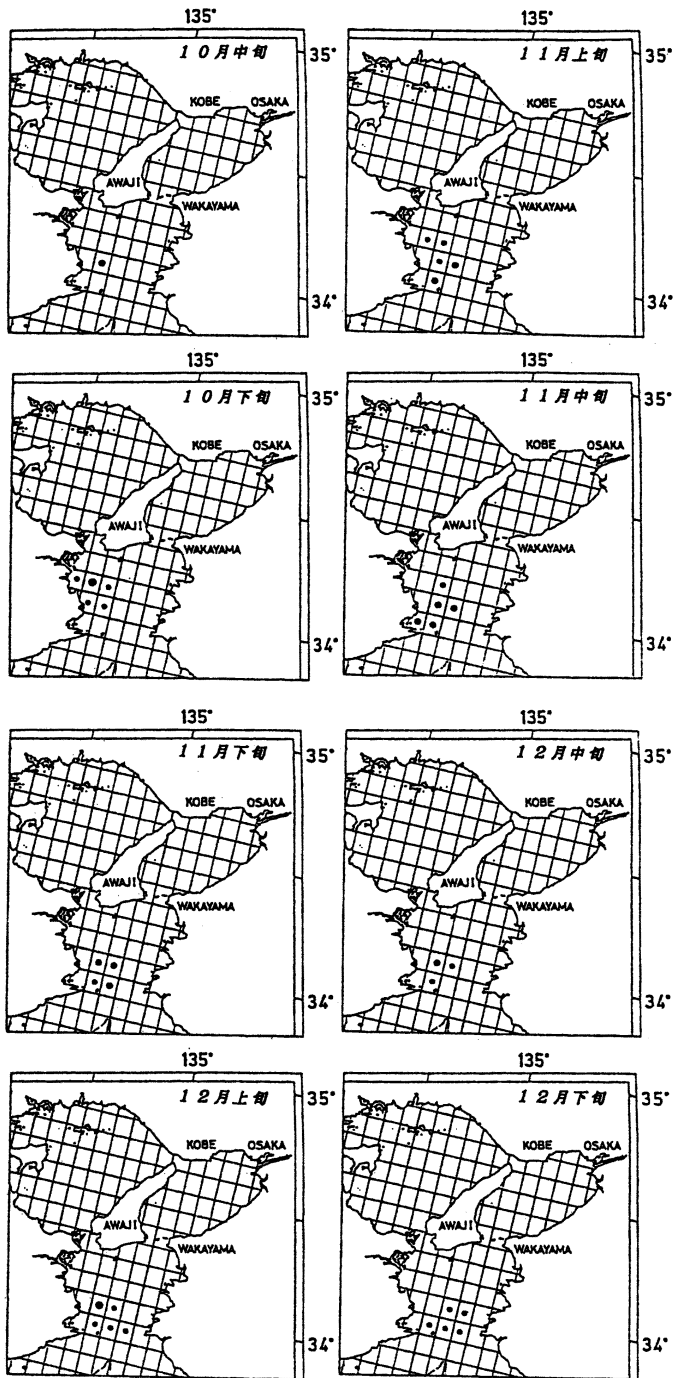 135°
10月中旬
35°
KOBE
OSAKA
AWAJI
WAKAYAMA
34°
135°
11月上旬
35°
KOBE
OSAKA
AWAJI
WAKAYAMA
34°
135°
10月下旬
35°
KOBE
OSAKA
AWAJI
WAKAYAMA
34°
135°
11月中旬
35°
KOBE
OSAKA
AWAJI
WAKAYAMA
34°
135°
11月下旬
35°
KOBE
OSAKA
AWAJI
WAKAYAMA
34°
135°
12月中旬
35°
KOBE
OSAKA
AWAJI
WAKAYAMA
34°
135°
12月上旬
35°
KOBE
OSAKA
AWAJI
WAKAYAMA
34°
135°
12月下旬
35°
KOBE
OSAKA
AWAJI
WAKAYAMA
34°